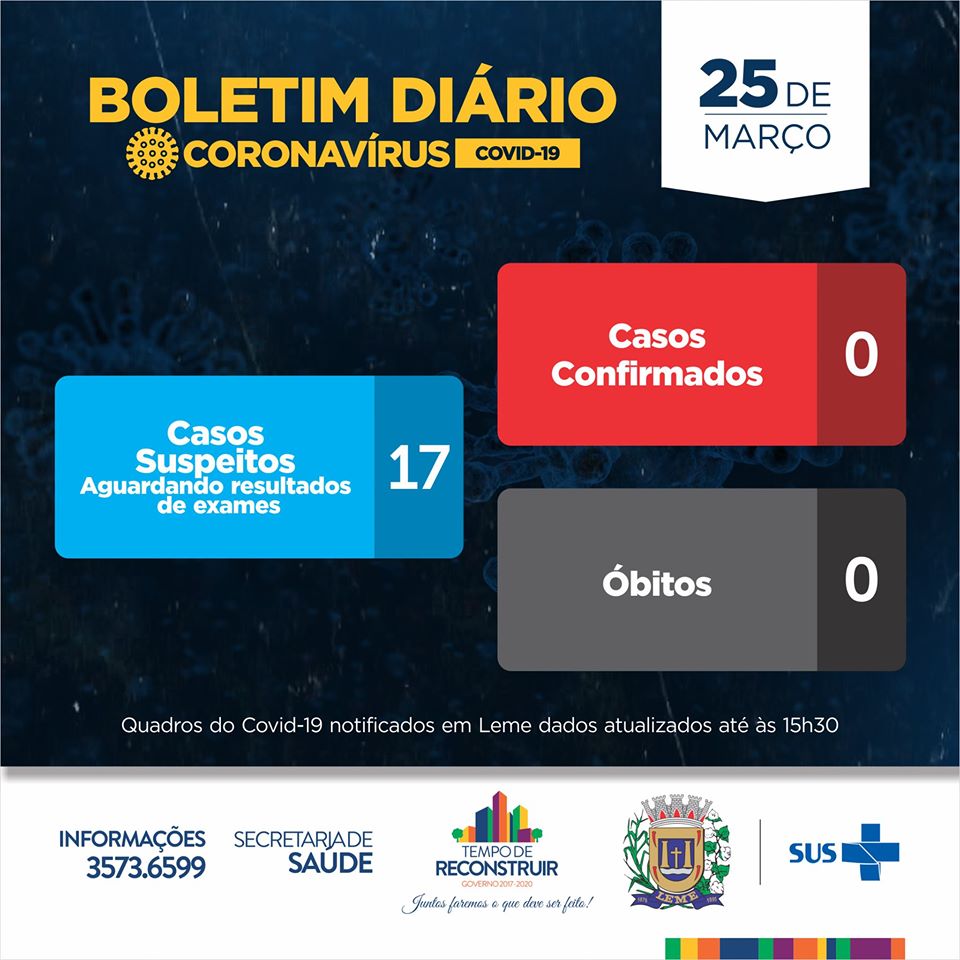 BOLETIM DIÁRIO
CORONAVÍRUS COVID-19
25 DE
MARÇO
Casos
Suspeitos
Aguardando resultados
de exames
17
Casos
Confirmados
0
Óbitos
0
Quadros do Covid-19 notificados em Leme dados atualizados até às 15h30
INFORMAÇÕES
3573.6599
SECRETARIA DE
SAÚDE
TEMPO DE
RECONSTRUIR
GOVERNO 2017-2020
Juntos faremos o que deve ser feito!
1876 LEME 1895
SUS